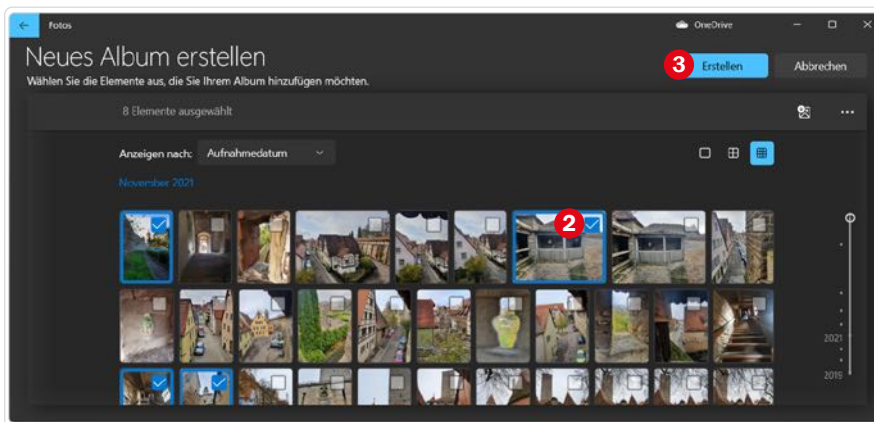 Fotos
OneDrive
Neues Album erstellen
Wählen Sie die Elemente aus, die Sie Ihrem Album hinzufügen möchten.
3
Erstellen
Abbrechen
8 Elemente ausgewählt
Anzeigen nach:
Aufnahmedatum
November 2021
2
2021
2019